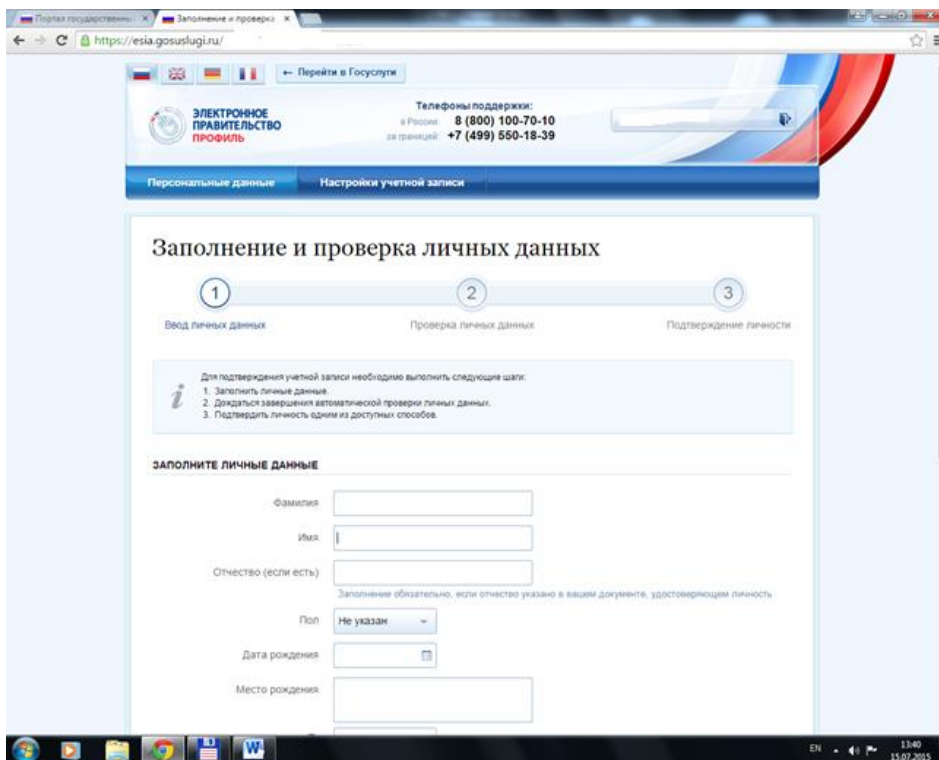 Портал государственны
Заполнение и проверка
https://esia.gosuslugi.ru/
← Перейти в Госуслуги
ЭЛЕКТРОННОЕ
ПРАВИТЕЛЬСТВО
ПРОФИЛЬ
Телефоны поддержки:
в России: 8 (800) 100-70-10
за границей: +7 (499) 550-18-39
Персональные данные Настройки учетной записи
Заполнение и проверка личных данных
1 2 3
Ввод личных данных Проверка личных данных Подтверждение личности
i
Для подтверждения учетной записи необходимо выполнить следующие шаги:
1. Заполнить личные данные.
2. Дождаться завершения автоматической проверки личных данных.
3. Подтвердить личность одним из доступных способов.
ЗАПОЛНИТЕ ЛИЧНЫЕ ДАННЫЕ
Фамилия
Имя
Отчество (если есть)
Заполнение обязательно, если отчество указано в вашем документе, удостоверяющем личность
Пол Не указан
Дата рождения
Место рождения
EN 13:40
15.07.2015